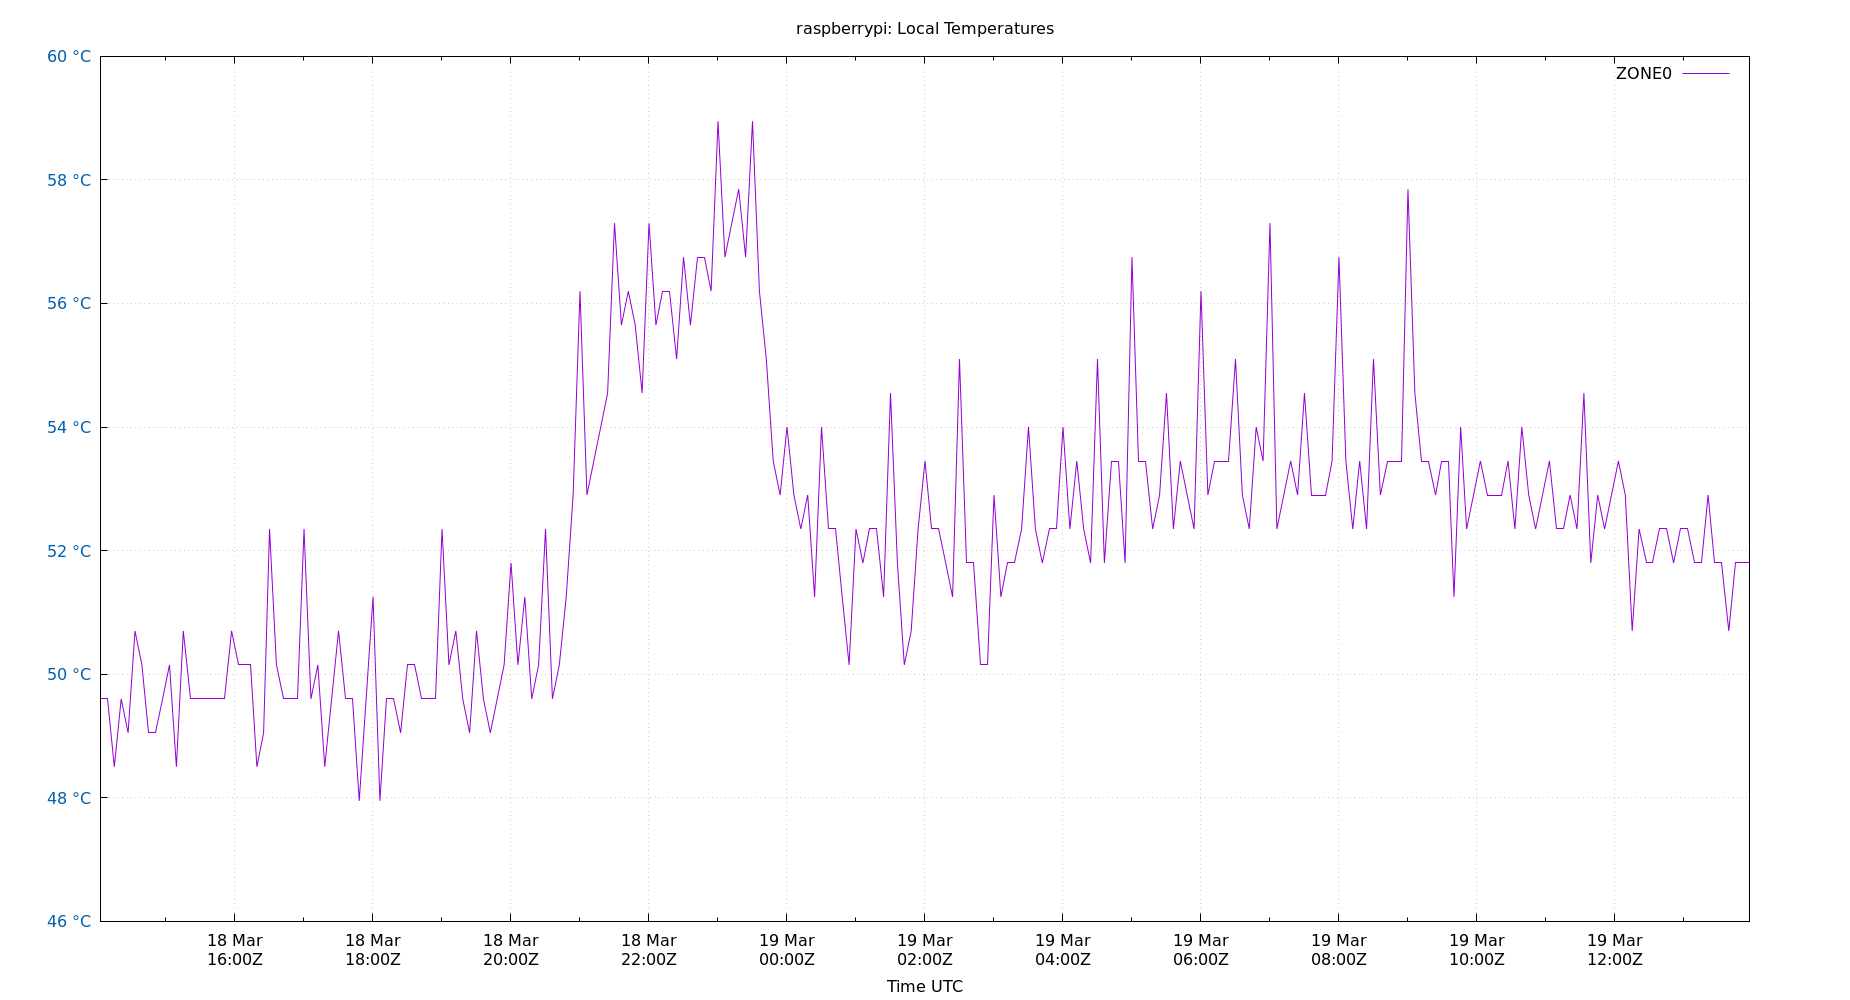 raspberrypi: Local Temperatures
60 °C
ZONE0
58 °C
56 °C
54 °C
52 °C
50 °C
48 °C
46 °C
18 Mar 18 Mar 18 Mar 18 Mar 19 Mar 19 Mar 19 Mar 19 Mar 19 Mar 19 Mar 19 Mar
16:00Z 18:00Z 20:00Z 22:00Z 00:00Z 02:00Z 04:00Z 06:00Z 08:00Z 10:00Z 12:00Z
Time UTC